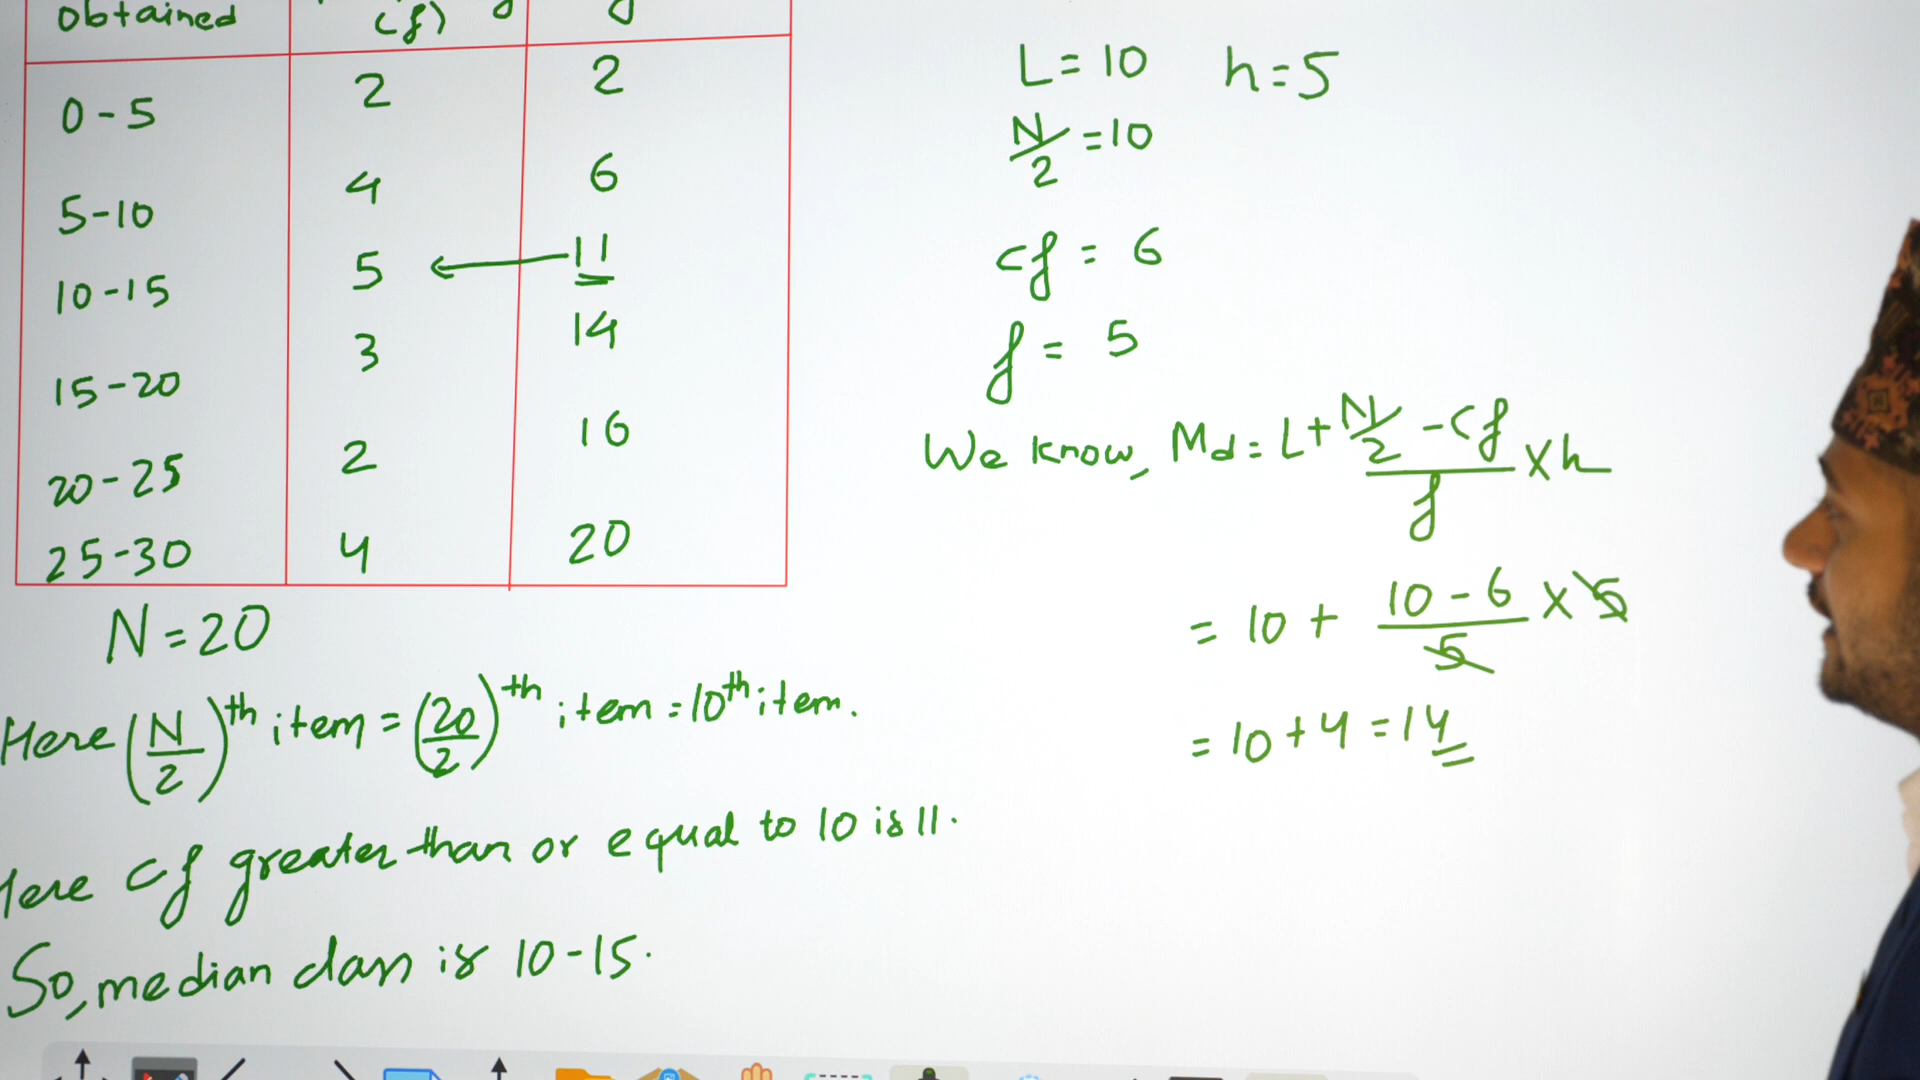 obtained (f)
0-5 2 2
5-10 4 6
10-15 5 11
15-20 3 14
20-25 2 16
25-30 4 20
N=20
Here (N/2)th item = (20/2)th item = 10th item.
Here cf greater than or equal to 10 is 11.
So, median class is 10-15.
L=10 h=5
N/2 =10
cf = 6
f = 5
We know, Md= L+ N/2 -cf / f xh
= 10 + 10-6 / 5 x 5
= 10+4 =14